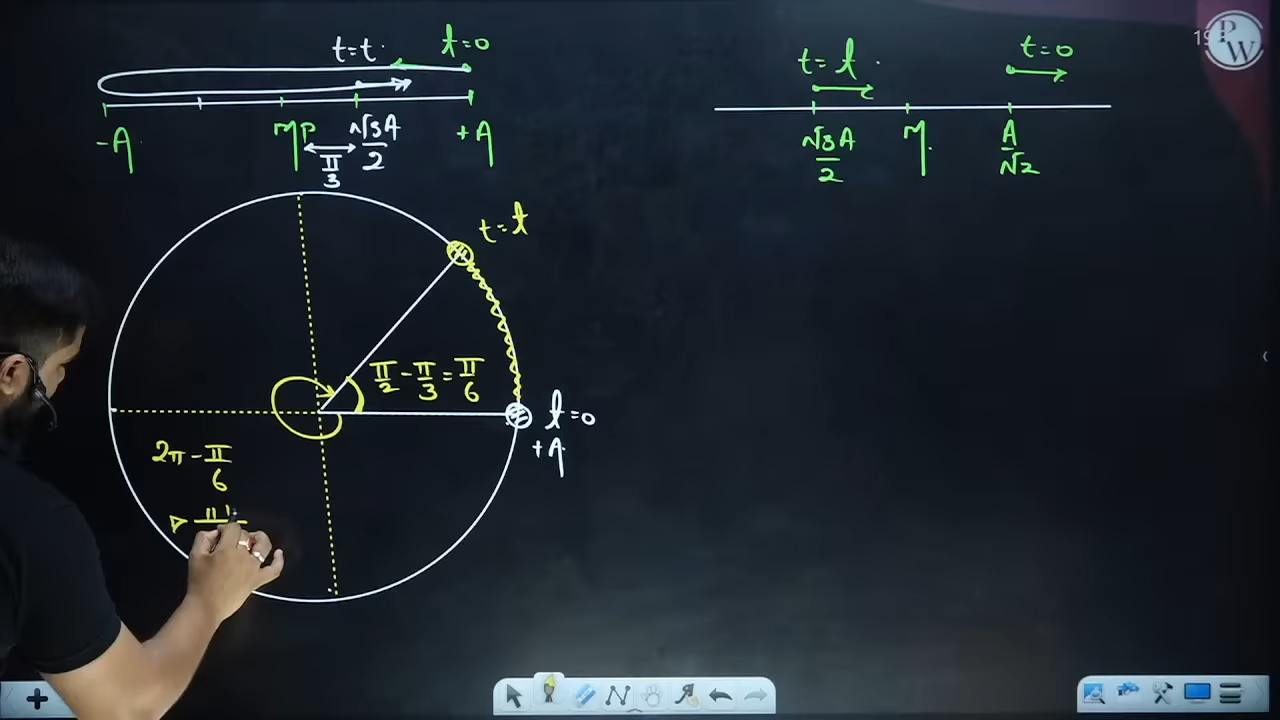 t=t
t=0
-A
MP
√3A/2
+A
π/3
t=t
π/2 - π/3 = π/6
t=0
+A
2π - π/6
t=t
t=0
√3A/2
M
A/√2
PW